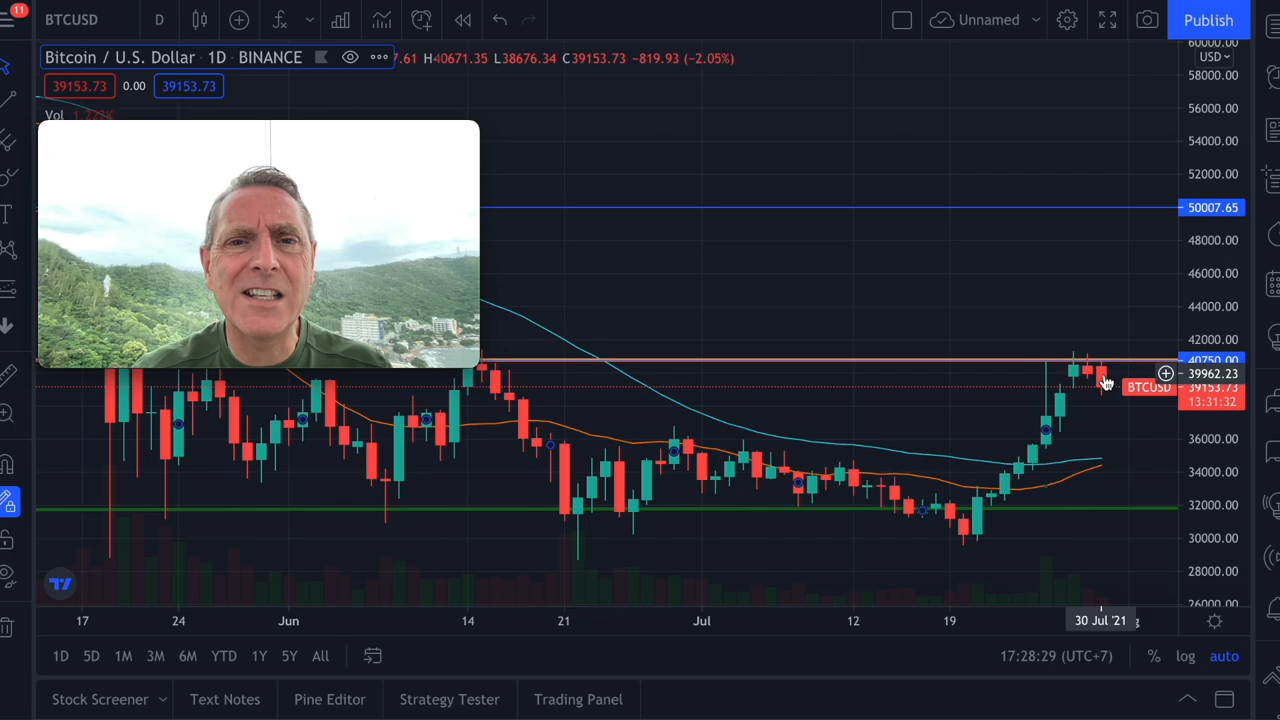 11
BTCUSD
D
Unnamed
Publish
Bitcoin / U.S. Dollar · 1D · BINANCE
7.61 H40671.35 L38676.34 C39153.73 −819.93 (−2.05%)
39153.73
0.00
39153.73
Vol
60000.00
USD
58000.00
56000.00
54000.00
52000.00
50007.65
48000.00
46000.00
44000.00
42000.00
40750.00
39962.23
BTCUSD
39153.73
13:31:32
36000.00
34000.00
32000.00
30000.00
28000.00
26000.00
17
24
Jun
14
21
Jul
12
19
30 Jul '21
1D
5D
1M
3M
6M
YTD
1Y
5Y
All
17:28:29 (UTC+7)
%
log
auto
Stock Screener
Text Notes
Pine Editor
Strategy Tester
Trading Panel